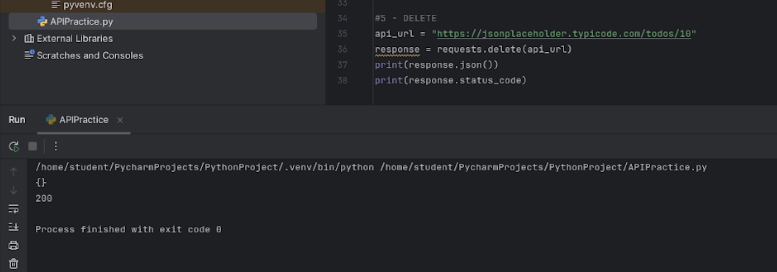 pyvenv.cfg
APIPractice.py
External Libraries
Scratches and Consoles
33
34 #5 - DELETE
35 api_url = "https://jsonplaceholder.typicode.com/todos/10"
36 response = requests.delete(api_url)
37 print(response.json())
38 print(response.status_code)
Run APIPractice ×
/home/student/PycharmProjects/PythonProject/.venv/bin/python /home/student/PycharmProjects/PythonProject/APIPractice.py
{}
200
Process finished with exit code 0